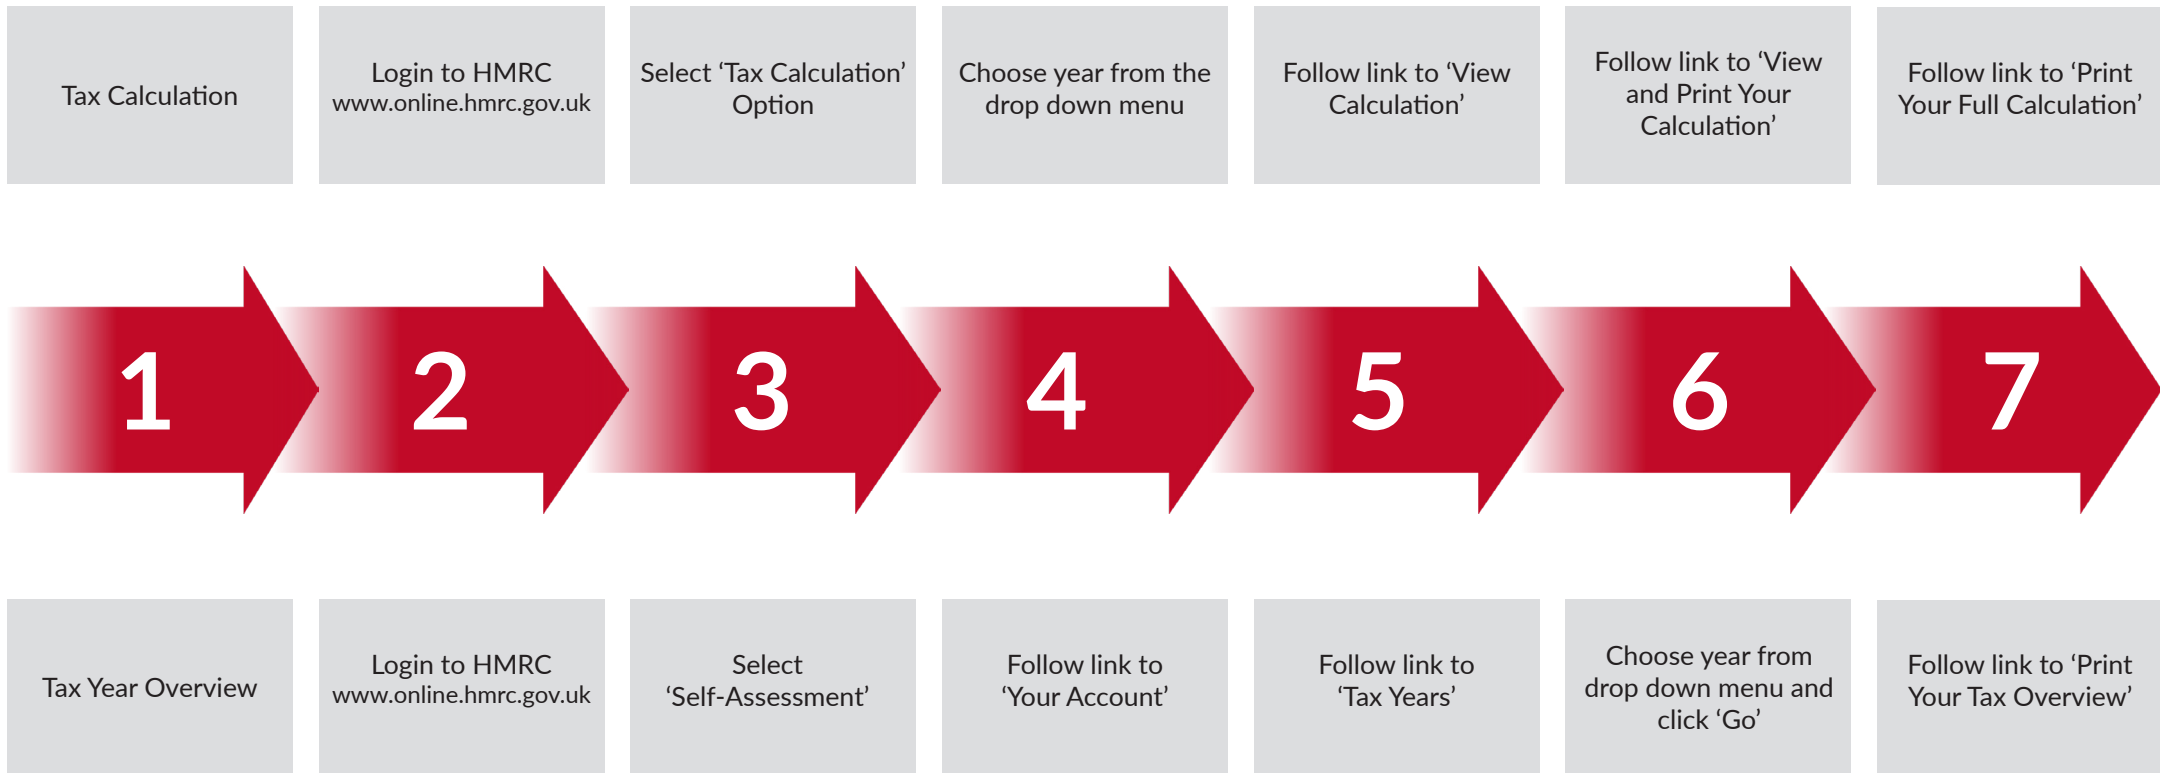 Tax Calculation
Login to HMRC
www.online.hmrc.gov.uk
Select ‘Tax Calculation’
Option
Choose year from the
drop down menu
Follow link to ‘View
Calculation’
Follow link to ‘View
and Print Your
Calculation’
Follow link to ‘Print
Your Full Calculation’
1
2
3
4
5
6
7
Tax Year Overview
Login to HMRC
www.online.hmrc.gov.uk
Select
‘Self-Assessment’
Follow link to
‘Your Account’
Follow link to
‘Tax Years’
Choose year from
drop down menu and
click ‘Go’
Follow link to ‘Print
Your Tax Overview’